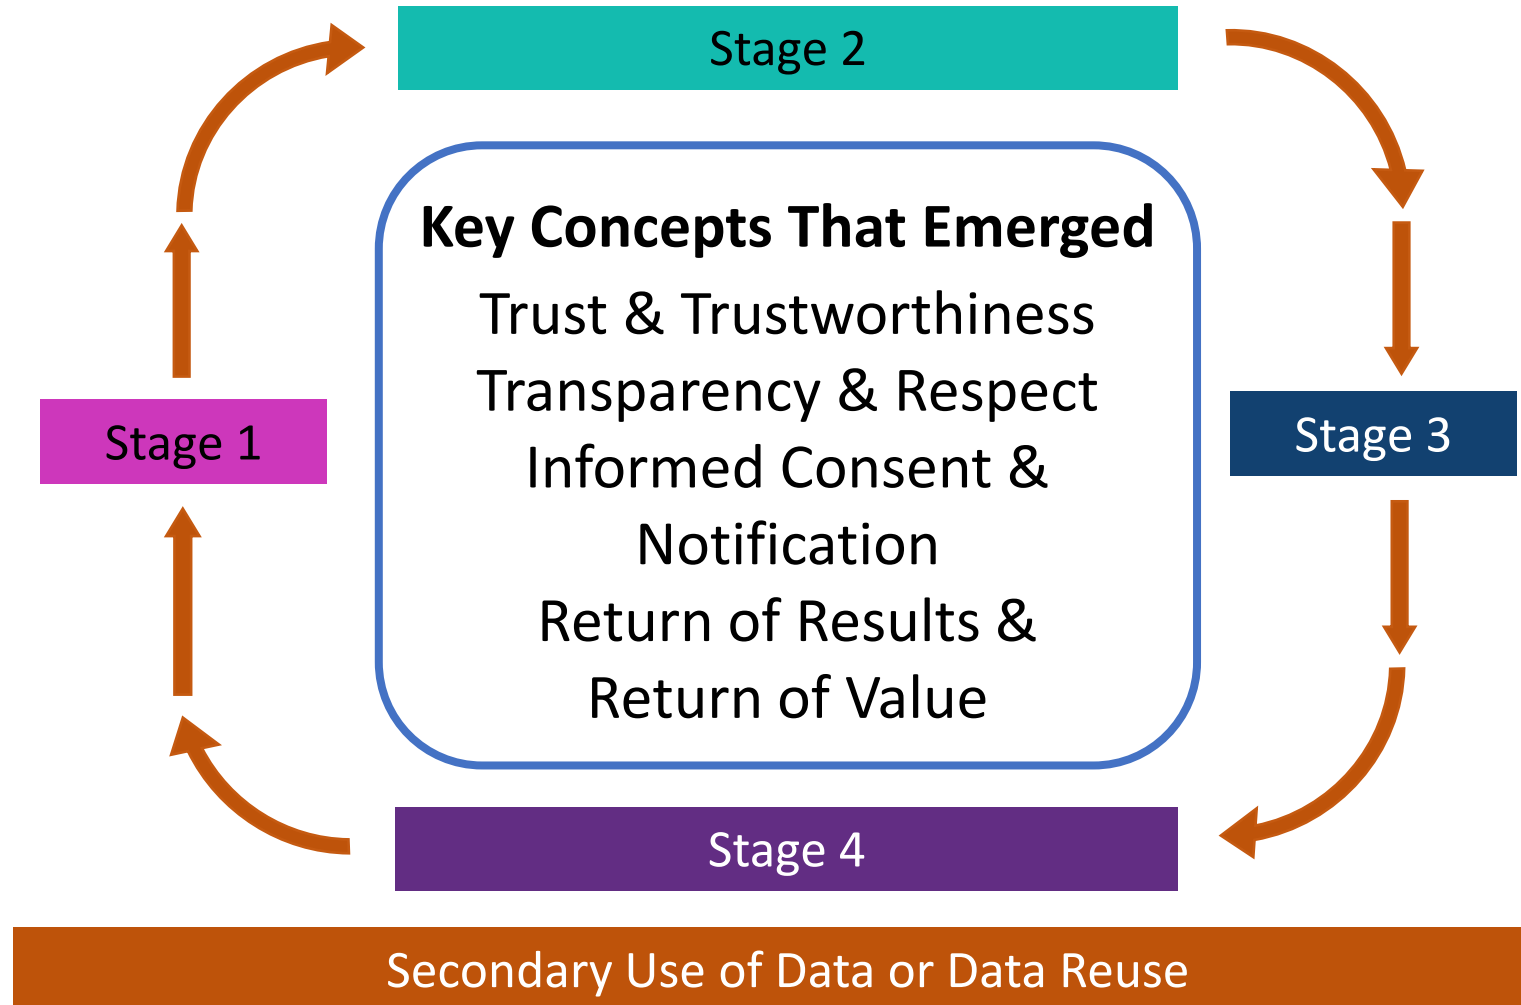 Stage 2
Key Concepts That Emerged
Trust & Trustworthiness
Transparency & Respect
Informed Consent &
Notification
Return of Results &
Return of Value
Stage 1
Stage 3
Stage 4
Secondary Use of Data or Data Reuse